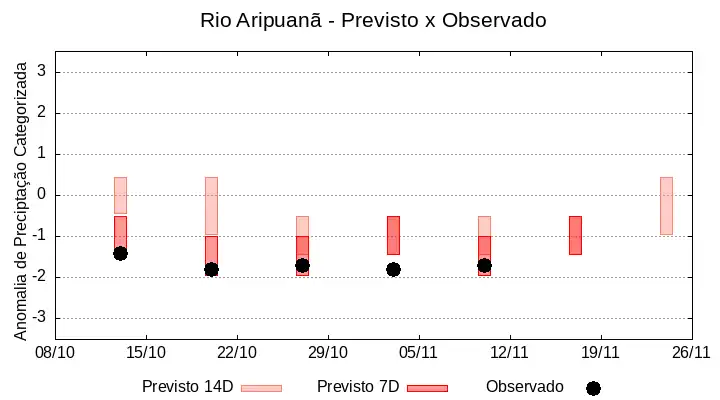 Rio Aripuanã - Previsto x Observado
Anomalia de Preciptação Categorizada
3
2
1
0
-1
-2
-3
08/10 15/10 22/10 29/10 05/11 12/11 19/11 26/11
Previsto 14D Previsto 7D Observado